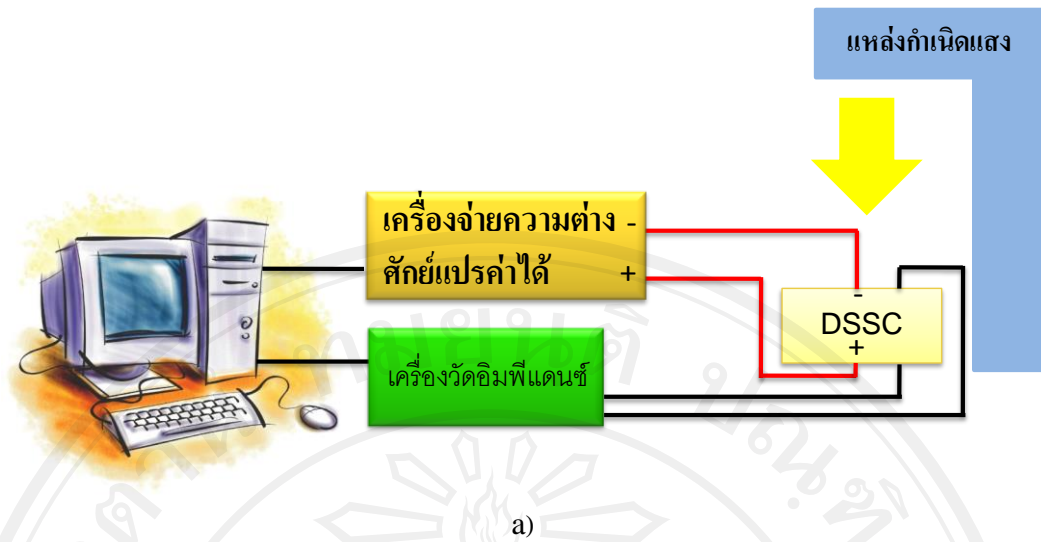 แหล่งกำเนิดแสง
เครื่องจ่ายความต่าง -
ศักย์แปรค่าได้ +
-
DSSC
+
เครื่องวัดอิมพีแดนซ์
a)